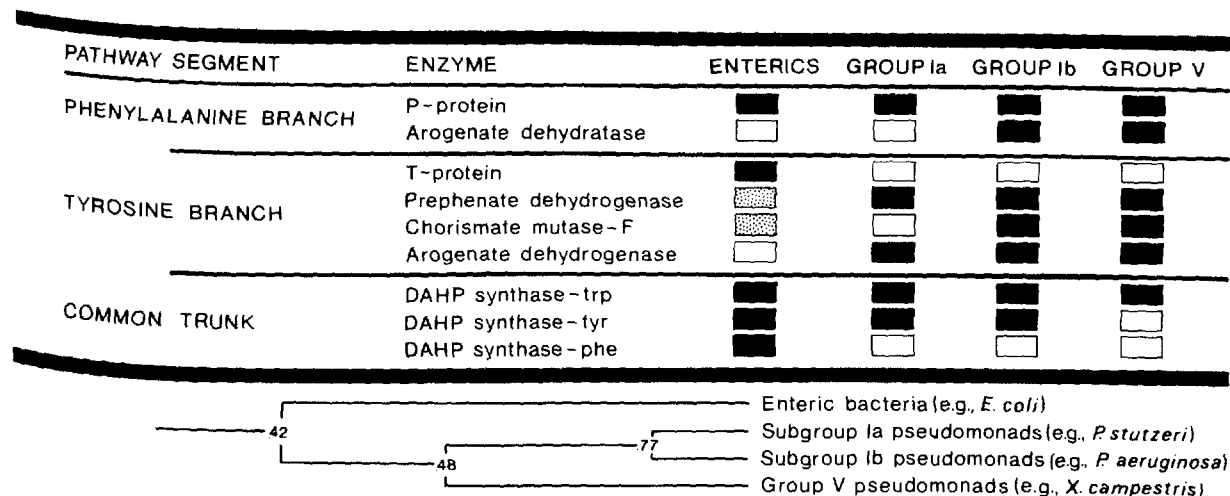 PATHWAY SEGMENT ENZYME ENTERICS GROUP Ia GROUP Ib GROUP V
PHENYLALANINE BRANCH
P-protein
Arogenate dehydratase
TYROSINE BRANCH
T-protein
Prephenate dehydrogenase
Chorismate mutase-F
Arogenate dehydrogenase
COMMON TRUNK
DAHP synthase-trp
DAHP synthase-tyr
DAHP synthase-phe
.42
.48
.77
Enteric bacteria (e.g., E. coli)
Subgroup Ia pseudomonads (e.g., P. stutzeri)
Subgroup Ib pseudomonads (e.g., P. aeruginosa)
Group V pseudomonads (e.g., X. campestris)